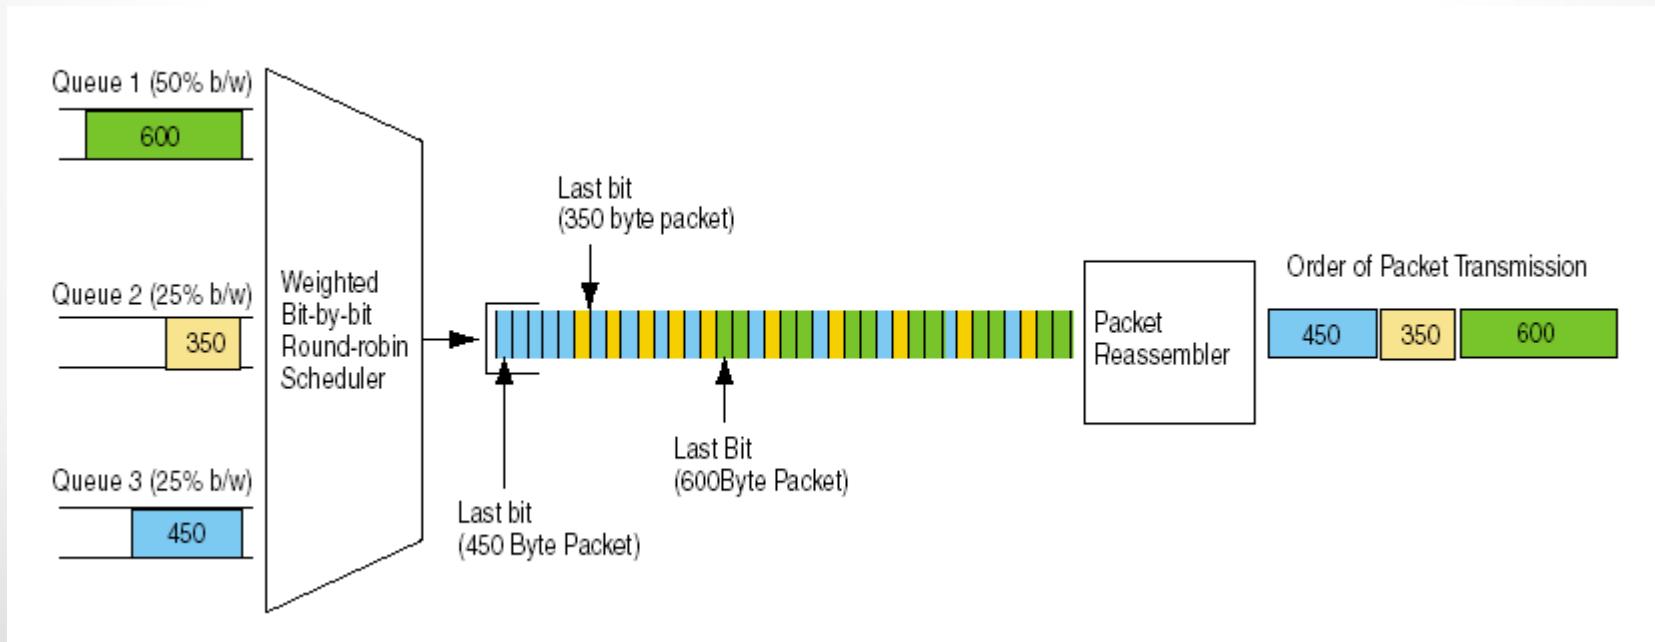 Queue 1 (50% b/w)
600
Queue 2 (25% b/w)
350
Queue 3 (25% b/w)
450
Weighted
Bit-by-bit
Round-robin
Scheduler
Last bit
(350 byte packet)
Last bit
(450 Byte Packet)
Last Bit
(600Byte Packet)
Packet
Reassembler
Order of Packet Transmission
450 350 600